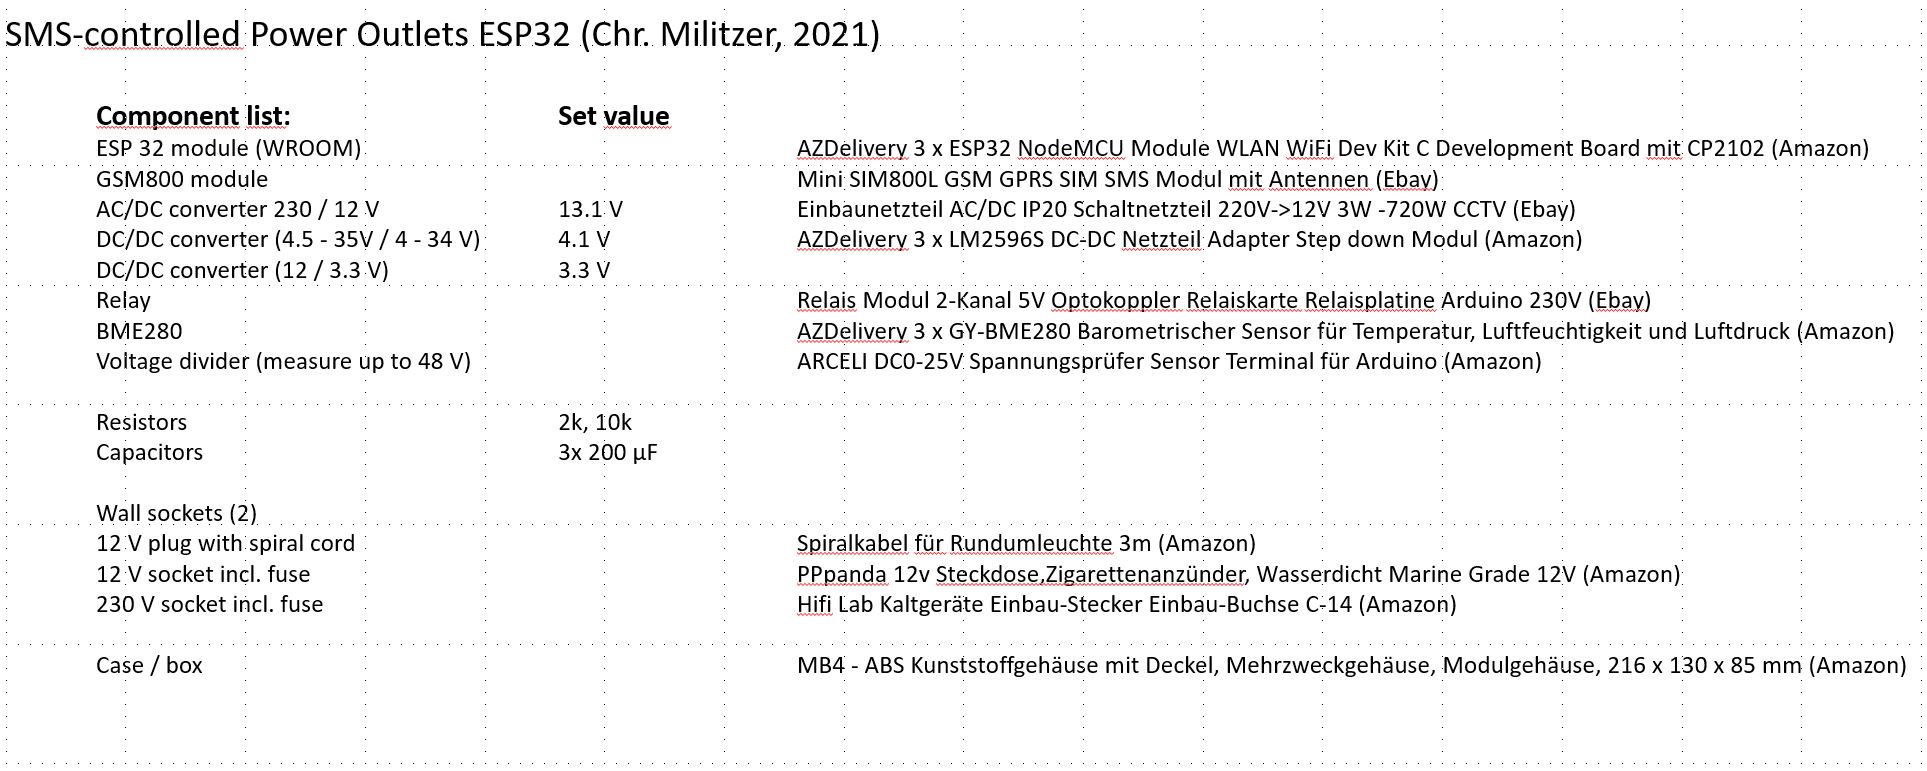 SMS-controlled Power Outlets ESP32 (Chr. Militzer, 2021)
Component list: Set value
ESP 32 module (WROOM) AZDelivery 3 x ESP32 NodeMCU Module WLAN WiFi Dev Kit C Development Board mit CP2102 (Amazon)
GSM800 module Mini SIM800L GSM GPRS SIM SMS Modul mit Antennen (Ebay)
AC/DC converter 230 / 12 V 13.1 V Einbaunetzteil AC/DC IP20 Schaltnetzteil 220V->12V 3W -720W CCTV (Ebay)
DC/DC converter (4.5 - 35V / 4 - 34 V) 4.1 V AZDelivery 3 x LM2596S DC-DC Netzteil Adapter Step down Modul (Amazon)
DC/DC converter (12 / 3.3 V) 3.3 V
Relay Relais Modul 2-Kanal 5V Optokoppler Relaiskarte Relaisplatine Arduino 230V (Ebay)
BME280 AZDelivery 3 x GY-BME280 Barometrischer Sensor für Temperatur, Luftfeuchtigkeit und Luftdruck (Amazon)
Voltage divider (measure up to 48 V) ARCELI DC0-25V Spannungsprüfer Sensor Terminal für Arduino (Amazon)
Resistors 2k, 10k
Capacitors 3x 200 µF
Wall sockets (2)
12 V plug with spiral cord Spiralkabel für Rundumleuchte 3m (Amazon)
12 V socket incl. fuse PPpanda 12v Steckdose,Zigarettenanzünder, Wasserdicht Marine Grade 12V (Amazon)
230 V socket incl. fuse Hifi Lab Kaltgeräte Einbau-Stecker Einbau-Buchse C-14 (Amazon)
Case / box MB4 - ABS Kunststoffgehäuse mit Deckel, Mehrzweckgehäuse, Modulgehäuse, 216 x 130 x 85 mm (Amazon)